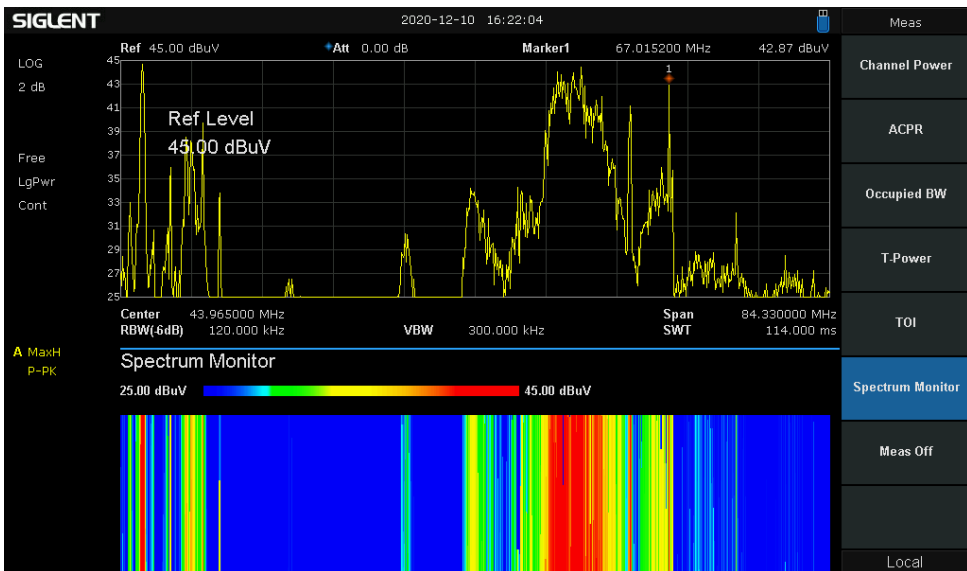 SIGLENT 2020-12-10 16:22:04 Meas
Ref 45.00 dBuV Att 0.00 dB Marker1 67.015200 MHz 42.87 dBuV
LOG
2 dB
Free
LgPwr
Cont
45
43
41
39
37
35
33
31
29
27
25
1
Ref Level
45.00 dBuV
Center 43.965000 MHz Span 84.330000 MHz
RBW(-6dB) 120.000 kHz VBW 300.000 kHz SWT 114.000 ms
A MaxH
P-PK
Spectrum Monitor
25.00 dBuV 45.00 dBuV
Channel Power
ACPR
Occupied BW
T-Power
TOI
Spectrum Monitor
Meas Off
Local